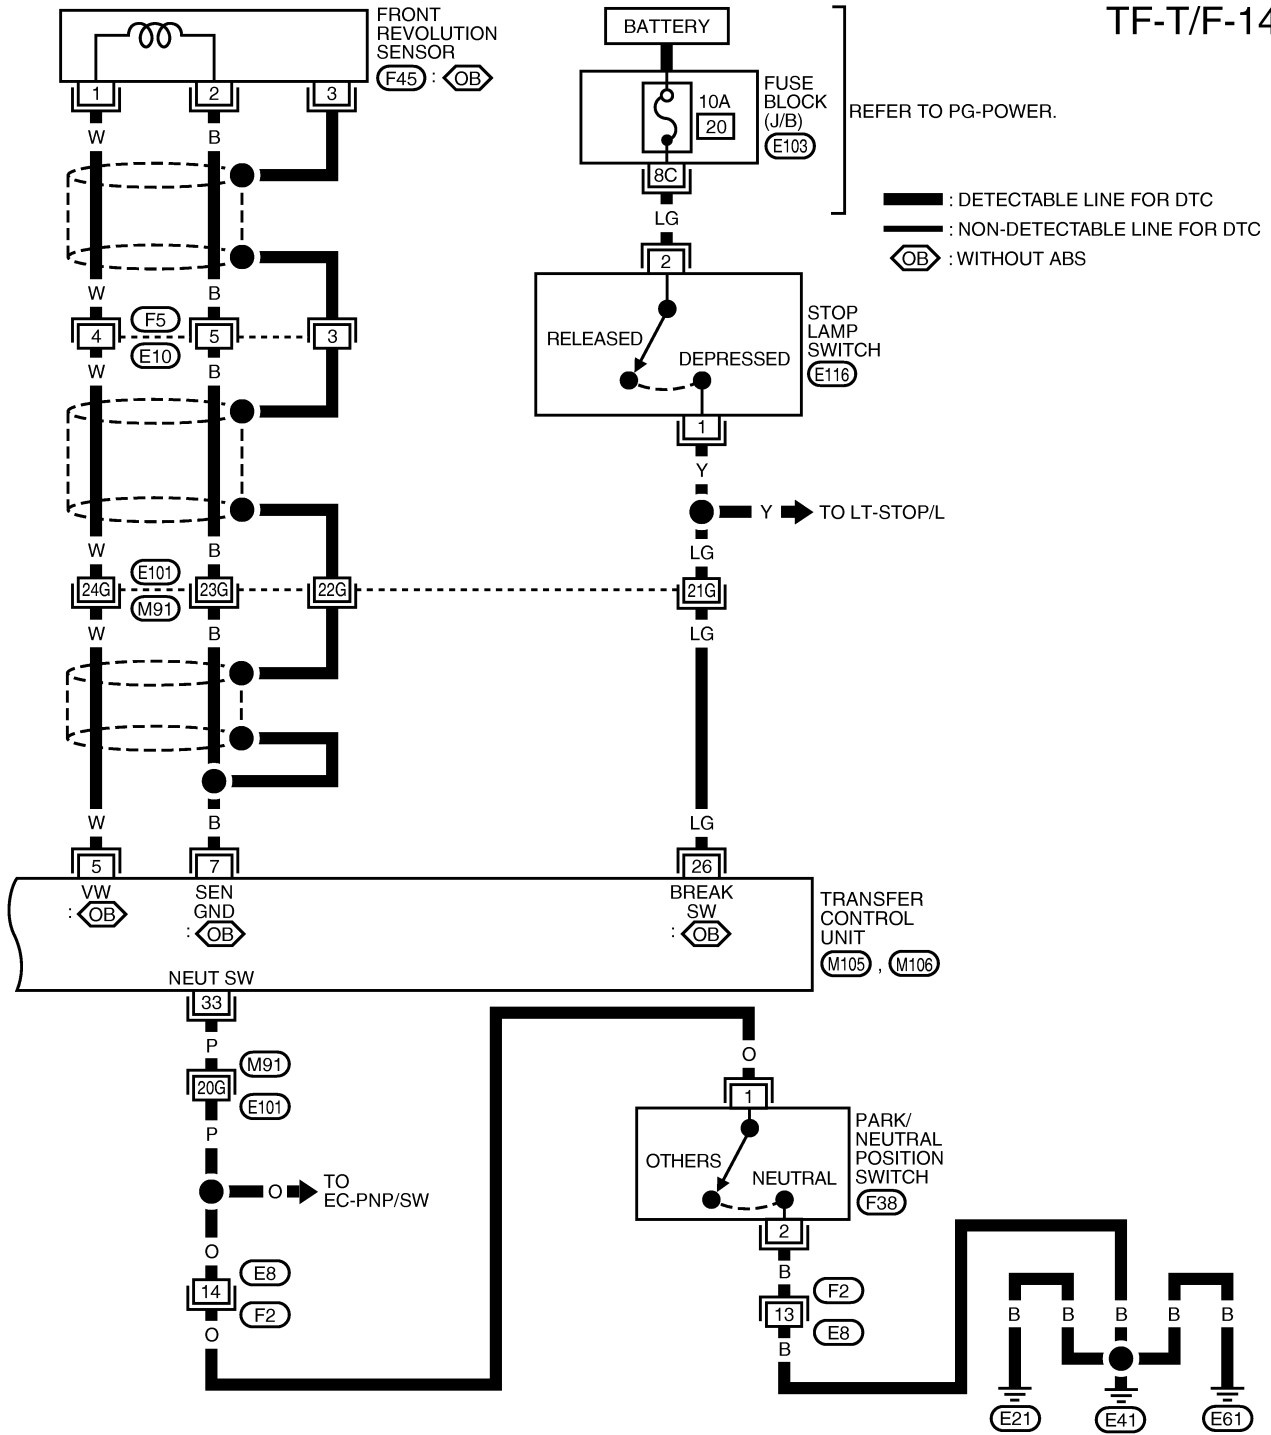 TF-T/F-14
FRONT
REVOLUTION
SENSOR
F45 : OB
1 2 3
W B
BATTERY
10A
20
FUSE
BLOCK
(J/B)
E103
REFER TO PG-POWER.
8C
LG
: DETECTABLE LINE FOR DTC
: NON-DETECTABLE LINE FOR DTC
OB : WITHOUT ABS
2
RELEASED
DEPRESSED
STOP
LAMP
SWITCH
E116
1
Y
Y TO LT-STOP/L
LG
W B
F5
4 5 3
E10
W B
W B
E101
24G 23G 22G 21G
M91
W B LG
W B LG
5 7 26
VW
: OB
SEN
GND
: OB
BREAK
SW
: OB
TRANSFER
CONTROL
UNIT
M105 , M106
NEUT SW
33
P
M91
20G
E101
P
O TO
EC-PNP/SW
O
E8
14
F2
O
O
1
OTHERS
NEUTRAL
PARK/
NEUTRAL
POSITION
SWITCH
F38
2
B
F2
13
E8
B
B B B B B
E21 E41 E61